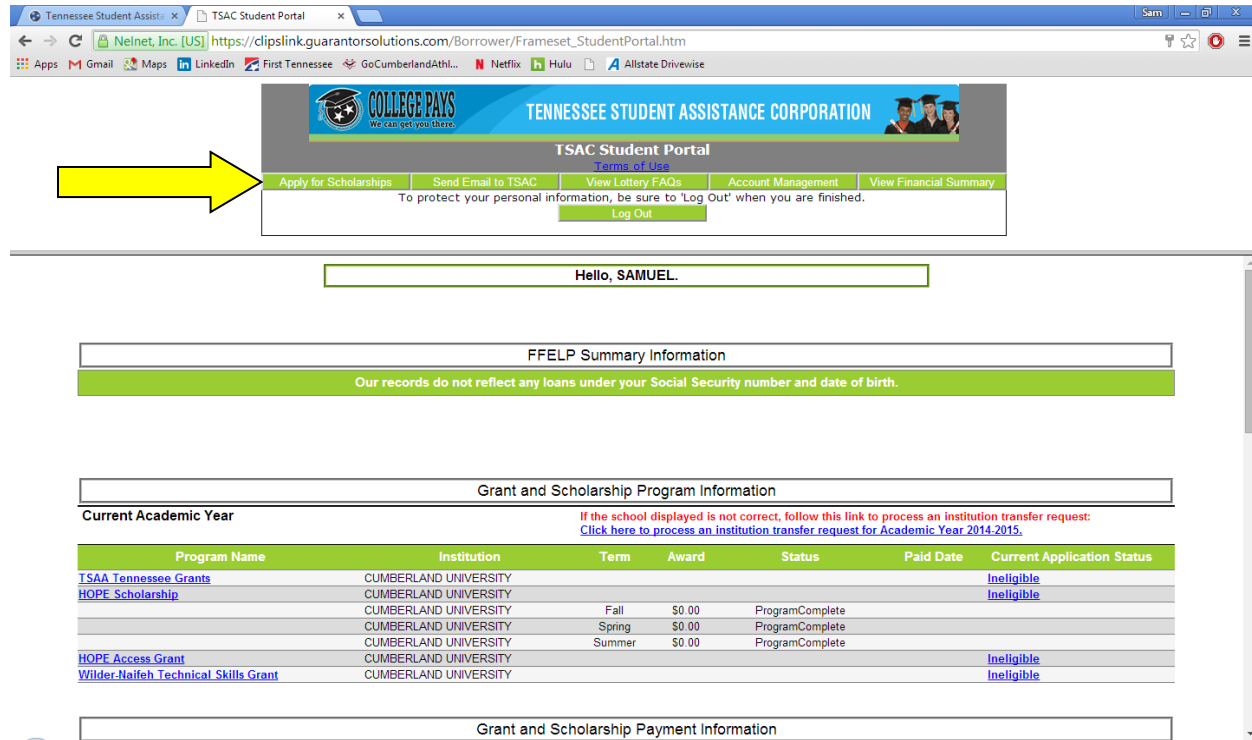 Tennessee Student Assista
TSAC Student Portal
Sam
Nelnet, Inc. [US] https://clipslink.guarantorsolutions.com/Borrower/Frameset_StudentPortal.htm
Apps Gmail Maps LinkedIn First Tennessee GoCumberlandAthl... Netflix Hulu Allstate Drivewise
COLLEGE PAYS
We can get you there.
TENNESSEE STUDENT ASSISTANCE CORPORATION
TSAC Student Portal
Terms of Use
Apply for Scholarships Send Email to TSAC View Lottery FAQs Account Management View Financial Summary
To protect your personal information, be sure to 'Log Out' when you are finished.
Log Out
Hello, SAMUEL.
FFELP Summary Information
Our records do not reflect any loans under your Social Security number and date of birth.
Grant and Scholarship Program Information
Current Academic Year
If the school displayed is not correct, follow this link to process an institution transfer request:
Click here to process an institution transfer request for Academic Year 2014-2015.
Program Name Institution Term Award Status Paid Date Current Application Status
TSAA Tennessee Grants CUMBERLAND UNIVERSITY Ineligible
HOPE Scholarship CUMBERLAND UNIVERSITY Ineligible
CUMBERLAND UNIVERSITY Fall $0.00 ProgramComplete
CUMBERLAND UNIVERSITY Spring $0.00 ProgramComplete
CUMBERLAND UNIVERSITY Summer $0.00 ProgramComplete
HOPE Access Grant CUMBERLAND UNIVERSITY Ineligible
Wilder-Naifeh Technical Skills Grant CUMBERLAND UNIVERSITY Ineligible
Grant and Scholarship Payment Information